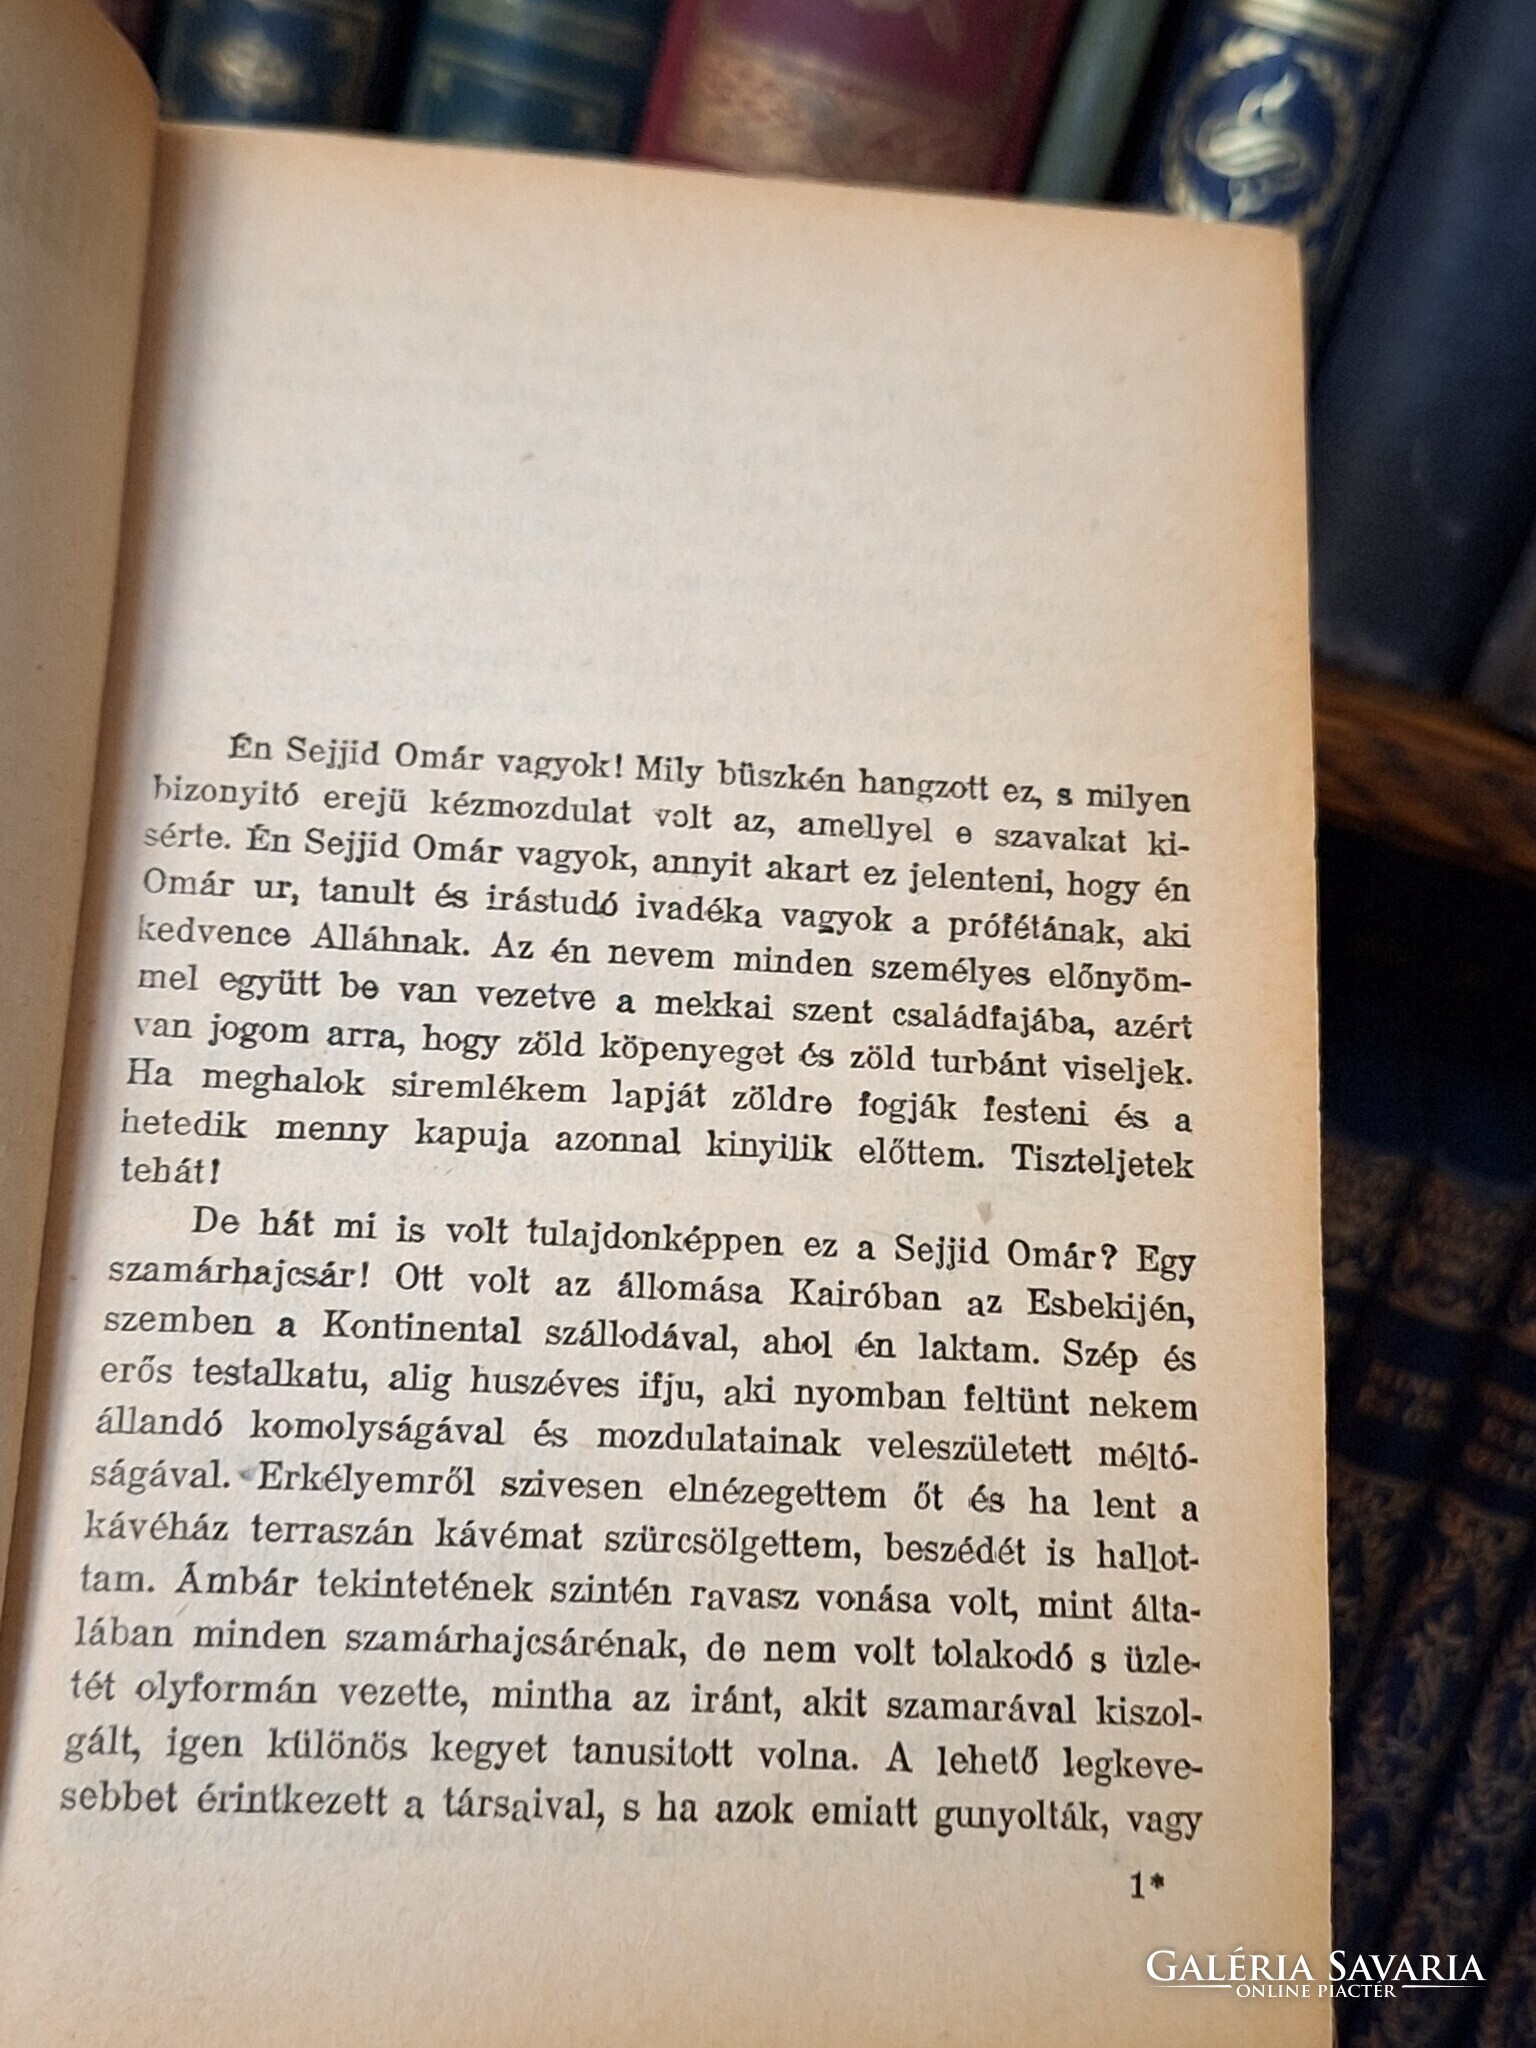 Én Sejjid Omár vagyok! Mily büszkén hangzott ez, s milyen
bizonyitó erejü kézmozdulat volt az, amellyel e szavakat ki-
sérte. Én Sejjid Omár vagyok, annyit akart ez jelenteni, hogy én
Omár ur, tanult és irástudó ivadéka vagyok a prófétának, aki
kedvence Alláhnak. Az én nevem minden személyes előnyöm-
mel együtt be van vezetve a mekkai szent családfajába, azért
van jogom arra, hogy zöld köpenyeget és zöld turbánt viseljek.
Ha meghalok siremlékem lapját zöldre fogják festeni és a
hetedik menny kapuja azonnal kinyilik előttem. Tiszteljetek
tehát!
De hát mi is volt tulajdonképpen ez a Sejjid Omár? Egy
szamárhajcsár! Ott volt az állomása Kairóban az Esbekijén,
szemben a Kontinental szállodával, ahol én laktam. Szép és
erős testalkatu, alig huszéves ifju, aki nyomban feltünt nekem
állandó komolyságával és mozdulatainak veleszületett méltó-
ságával. Erkélyemről szivesen elnézegettem őt és ha lent a
kávéház terraszán kávémat szürcsölgettem, beszédét is hallot-
tam. Ámbár tekintetének szintén ravasz vonása volt, mint álta-
lában minden szamárhajcsárénak, de nem volt tolakodó s üzle-
tét olyformán vezette, mintha az iránt, akit szamarával kiszol-
gált, igen különös kegyet tanusitott volna. A lehető legkeve-
sebbet érintkezett a társaival, s ha azok emiatt gunyolták, vagy
1*
GALÉRIA SAVARIA
ONLINE PIACTÉR